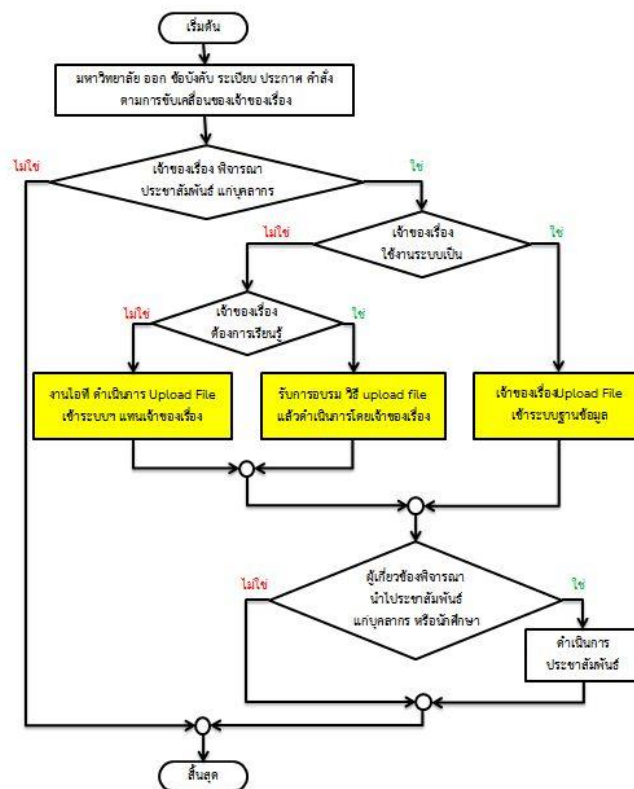 เริ่มต้น
มหาวิทยาลัย ออก ข้อบังคับ ระเบียบ ประกาศ คำสั่ง
ตามการขับเคลื่อนของเจ้าของเรื่อง
ไม่ใช่
เจ้าของเรื่อง พิจารณา
ประชาสัมพันธ์ แก่บุคลากร
ใช่
ไม่ใช่
เจ้าของเรื่อง
ใช้งานระบบเป็น
ใช่
ไม่ใช่
เจ้าของเรื่อง
ต้องการเรียนรู้
ใช่
งานไอที ดำเนินการ Upload File
เข้าระบบฯ แทนเจ้าของเรื่อง
รับการอบรม วิธี upload file
แล้วดำเนินการโดยเจ้าของเรื่อง
เจ้าของเรื่องUpload File
เข้าระบบฐานข้อมูล
ไม่ใช่
ผู้เกี่ยวข้องพิจารณา
นำไปประชาสัมพันธ์
แก่บุคลากร หรือนักศึกษา
ใช่
ดำเนินการ
ประชาสัมพันธ์
สิ้นสุด